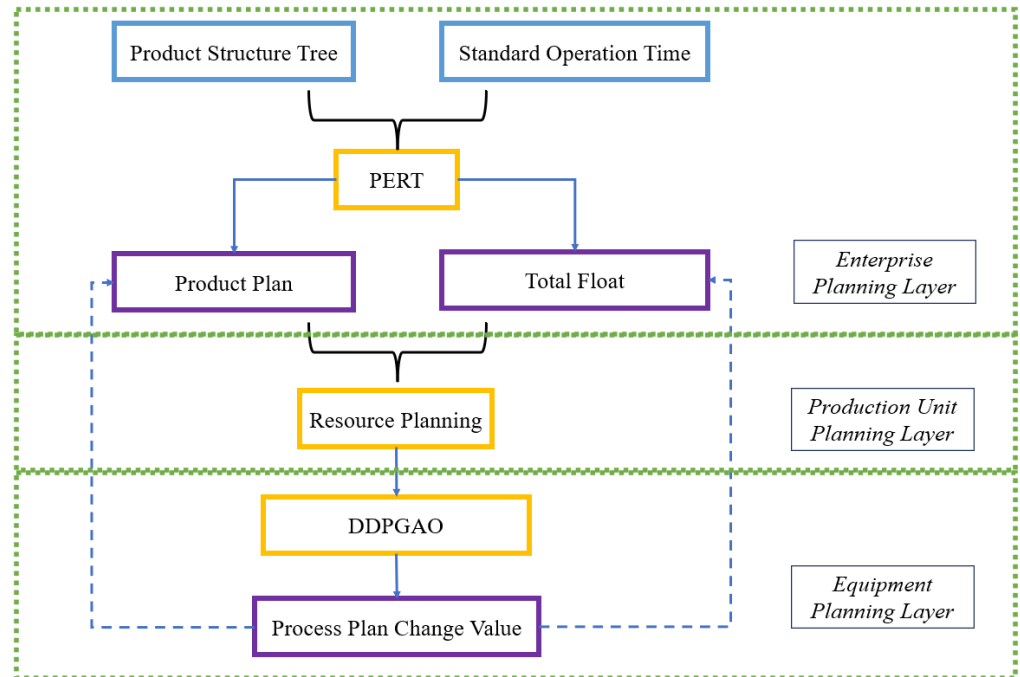 Product Structure Tree
Standard Operation Time
PERT
Product Plan
Total Float
Enterprise
Planning Layer
Resource Planning
Production Unit
Planning Layer
DDPGAO
Process Plan Change Value
Equipment
Planning Layer